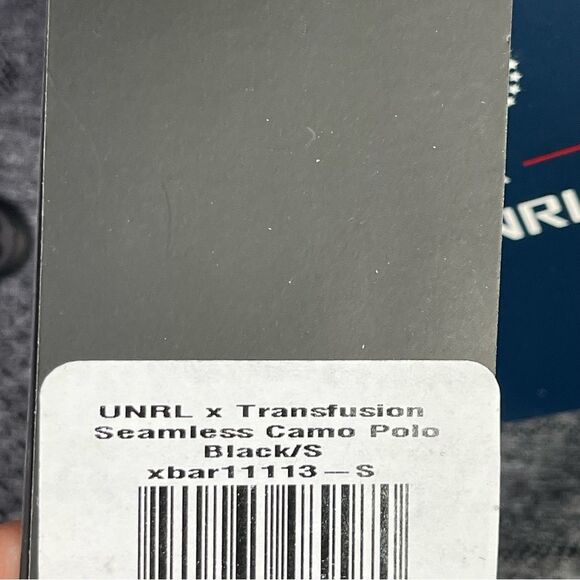 UNRL x Transfusion
Seamless Camo Polo
Black/S
xbar11113-S